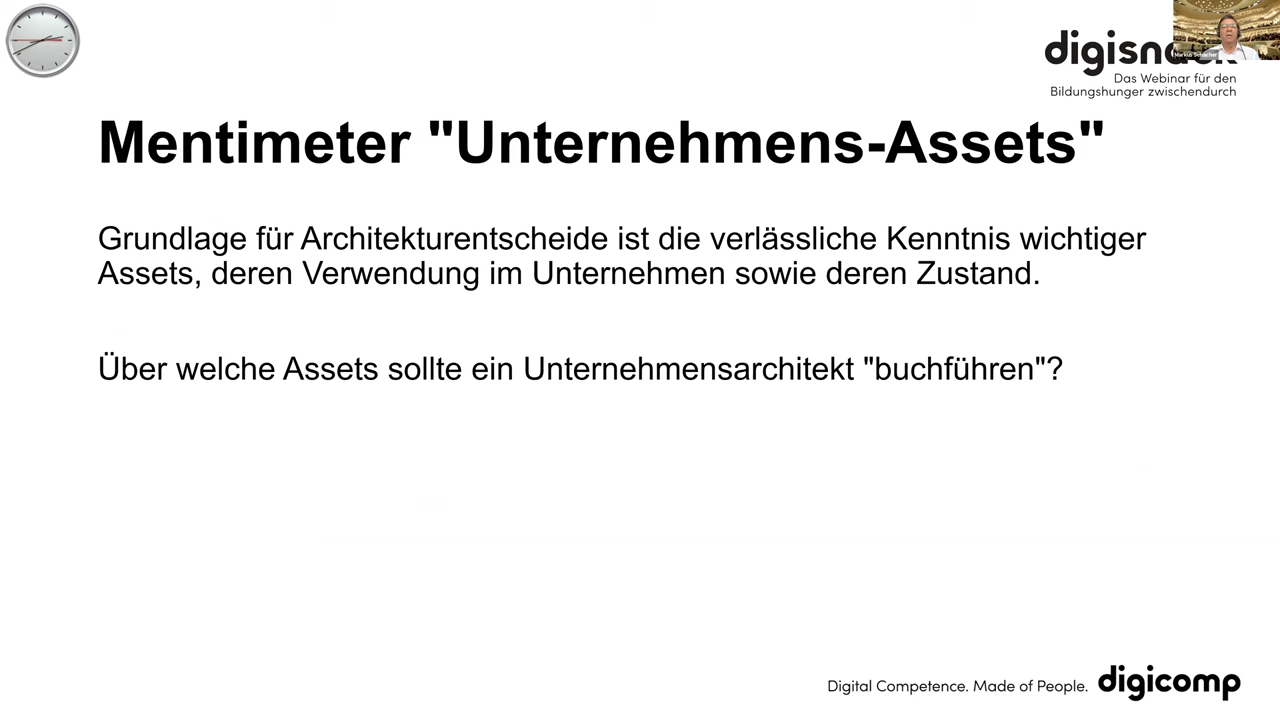 digisnack
Markus Schacher
Das Webinar für den
Bildungshunger zwischendurch
Mentimeter "Unternehmens-Assets"
Grundlage für Architekturentscheide ist die verlässliche Kenntnis wichtiger
Assets, deren Verwendung im Unternehmen sowie deren Zustand.
Über welche Assets sollte ein Unternehmensarchitekt "buchführen"?
Digital Competence. Made of People. digicomp